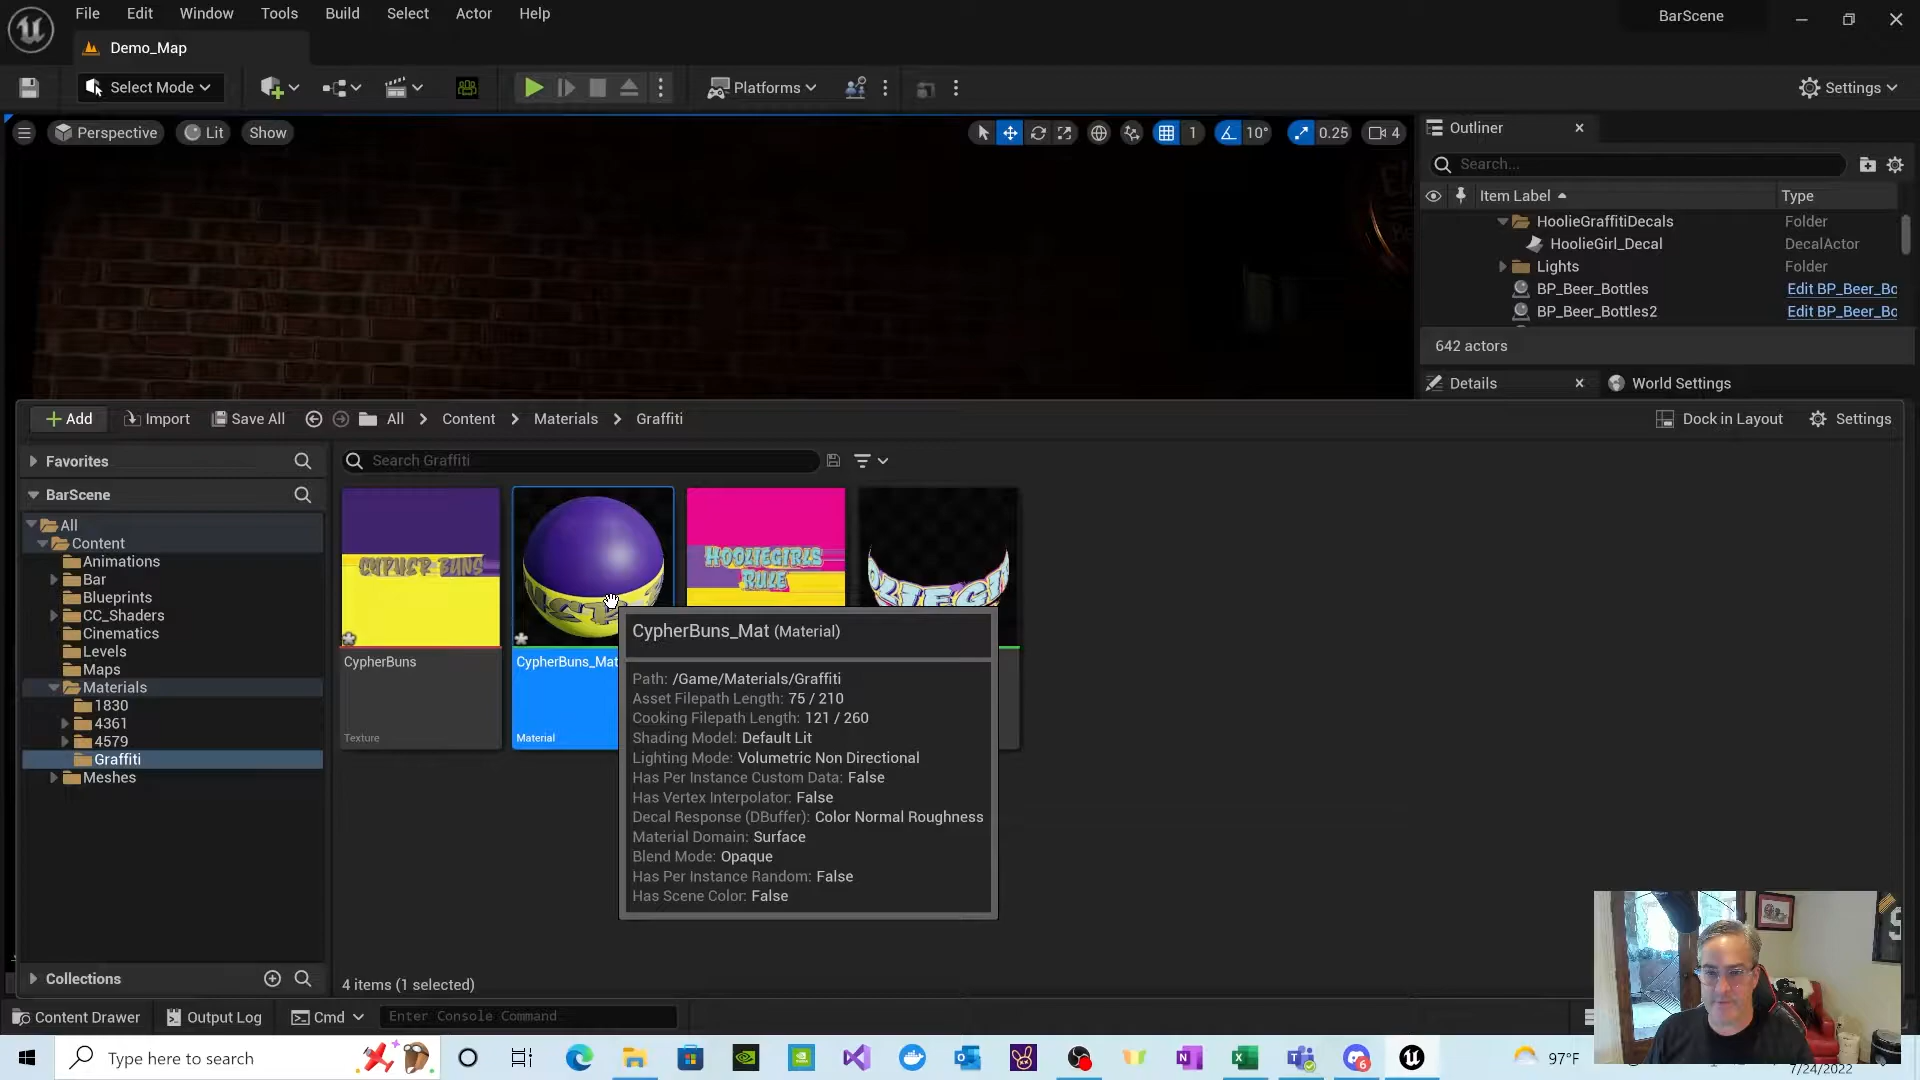 File Edit Window Tools Build Select Actor Help
BarScene
Demo_Map
Select Mode
Platforms
Settings
Perspective
Lit
Show
1
10°
0.25
4
Outliner
Search...
Item Label
Type
HoolieGraffitiDecals Folder
HoolieGirl_Decal DecalActor
Lights Folder
BP_Beer_Bottles Edit BP_Beer_Bo
BP_Beer_Bottles2 Edit BP_Beer_Bo
642 actors
Details
World Settings
Add
Import
Save All
All > Content > Materials > Graffiti
Dock in Layout
Settings
Favorites
Search Graffiti
BarScene
All
Content
Animations
Bar
Blueprints
CC_Shaders
Cinematics
Levels
Maps
Materials
1830
4361
4579
Graffiti
Meshes
CYPHER BUNS
HOOLIEGIRLS
RULE
CypherBuns
Texture
CypherBuns_Mat
Material
CypherBuns_Mat (Material)
Path: /Game/Materials/Graffiti
Asset Filepath Length: 75 / 210
Cooking Filepath Length: 121 / 260
Shading Model: Default Lit
Lighting Mode: Volumetric Non Directional
Has Per Instance Custom Data: False
Has Vertex Interpolator: False
Decal Response (DBuffer): Color Normal Roughness
Material Domain: Surface
Blend Mode: Opaque
Has Per Instance Random: False
Has Scene Color: False
Collections
4 items (1 selected)
Content Drawer
Output Log
Cmd
Enter Console Command
Type here to search
6
97°F
7/24/2022